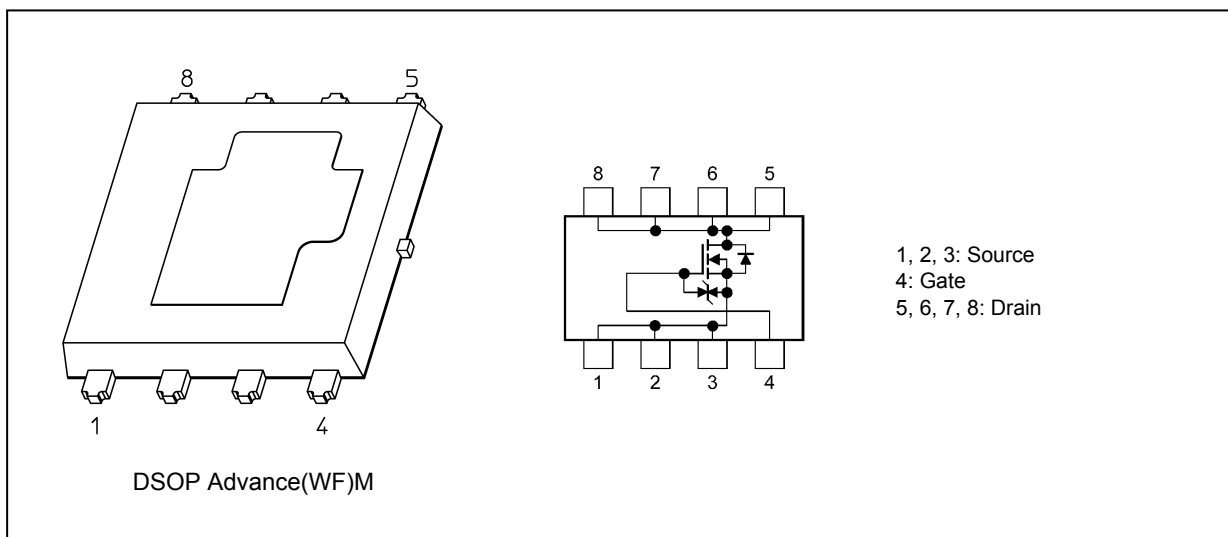 8 5
1 4
DSOP Advance(WF)M
8 7 6 5
1 2 3 4
1, 2, 3: Source
4: Gate
5, 6, 7, 8: Drain